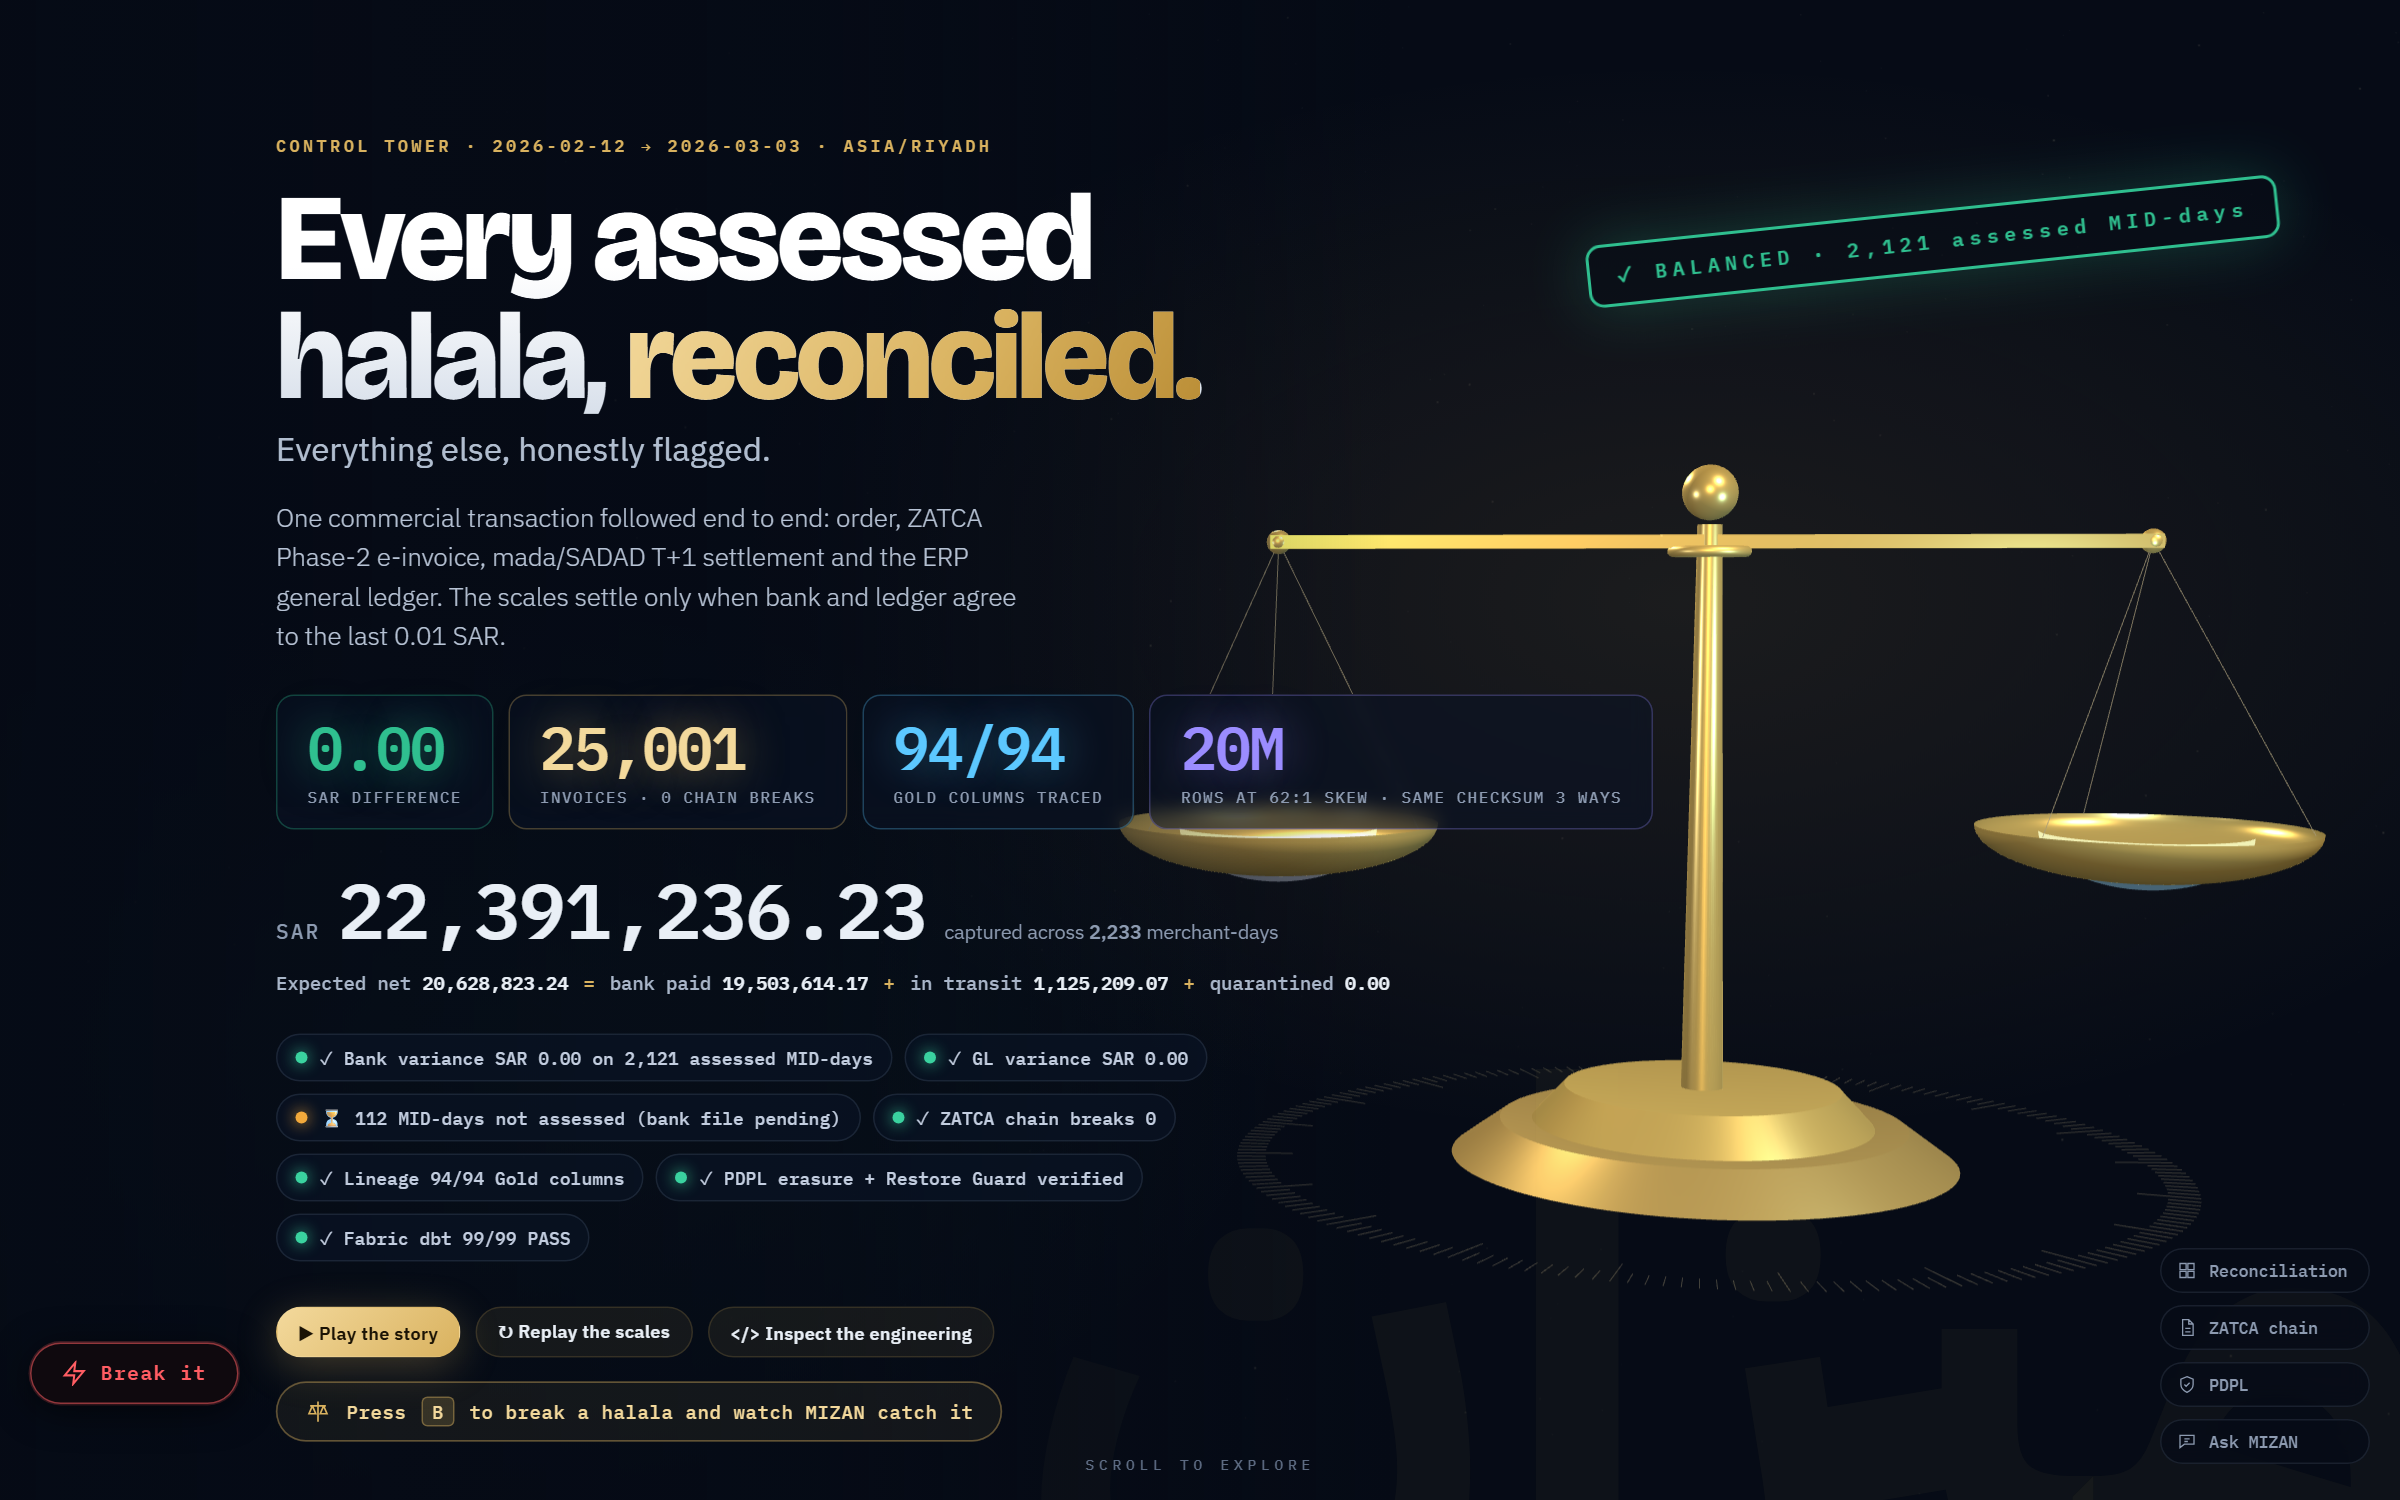 CONTROL TOWER · 2026-02-12 → 2026-03-03 · ASIA/RIYADH
✓ BALANCED · 2,121 assessed MID-days
Every assessed
halala, reconciled.
Everything else, honestly flagged.
One commercial transaction followed end to end: order, ZATCA
Phase-2 e-invoice, mada/SADAD T+1 settlement and the ERP
general ledger. The scales settle only when bank and ledger agree
to the last 0.01 SAR.
0.00
SAR DIFFERENCE
25,001
INVOICES · 0 CHAIN BREAKS
94/94
GOLD COLUMNS TRACED
20M
ROWS AT 62:1 SKEW · SAME CHECKSUM 3 WAYS
SAR 22,391,236.23 captured across 2,233 merchant-days
Expected net 20,628,823.24 = bank paid 19,503,614.17 + in transit 1,125,209.07 + quarantined 0.00
✓ Bank variance SAR 0.00 on 2,121 assessed MID-days
✓ GL variance SAR 0.00
⏳ 112 MID-days not assessed (bank file pending)
✓ ZATCA chain breaks 0
✓ Lineage 94/94 Gold columns
✓ PDPL erasure + Restore Guard verified
✓ Fabric dbt 99/99 PASS
▶ Play the story
↻ Replay the scales
</> Inspect the engineering
Break it
Press B to break a halala and watch MIZAN catch it
SCROLL TO EXPLORE
Reconciliation
ZATCA chain
PDPL
Ask MIZAN